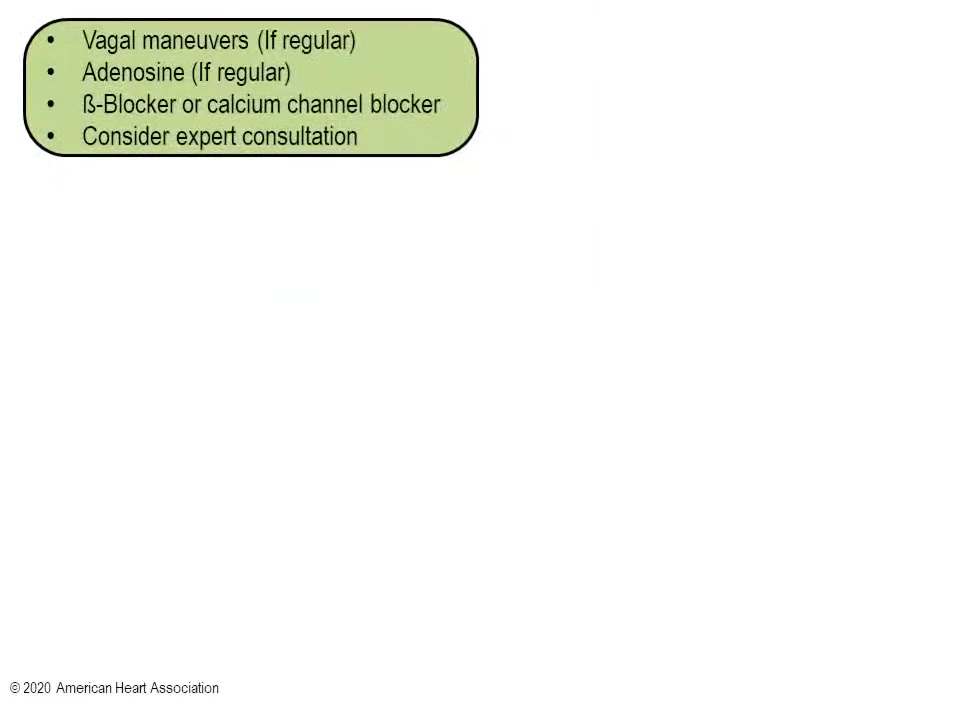 • Vagal maneuvers (If regular)
• Adenosine (If regular)
• ß-Blocker or calcium channel blocker
• Consider expert consultation
© 2020 American Heart Association